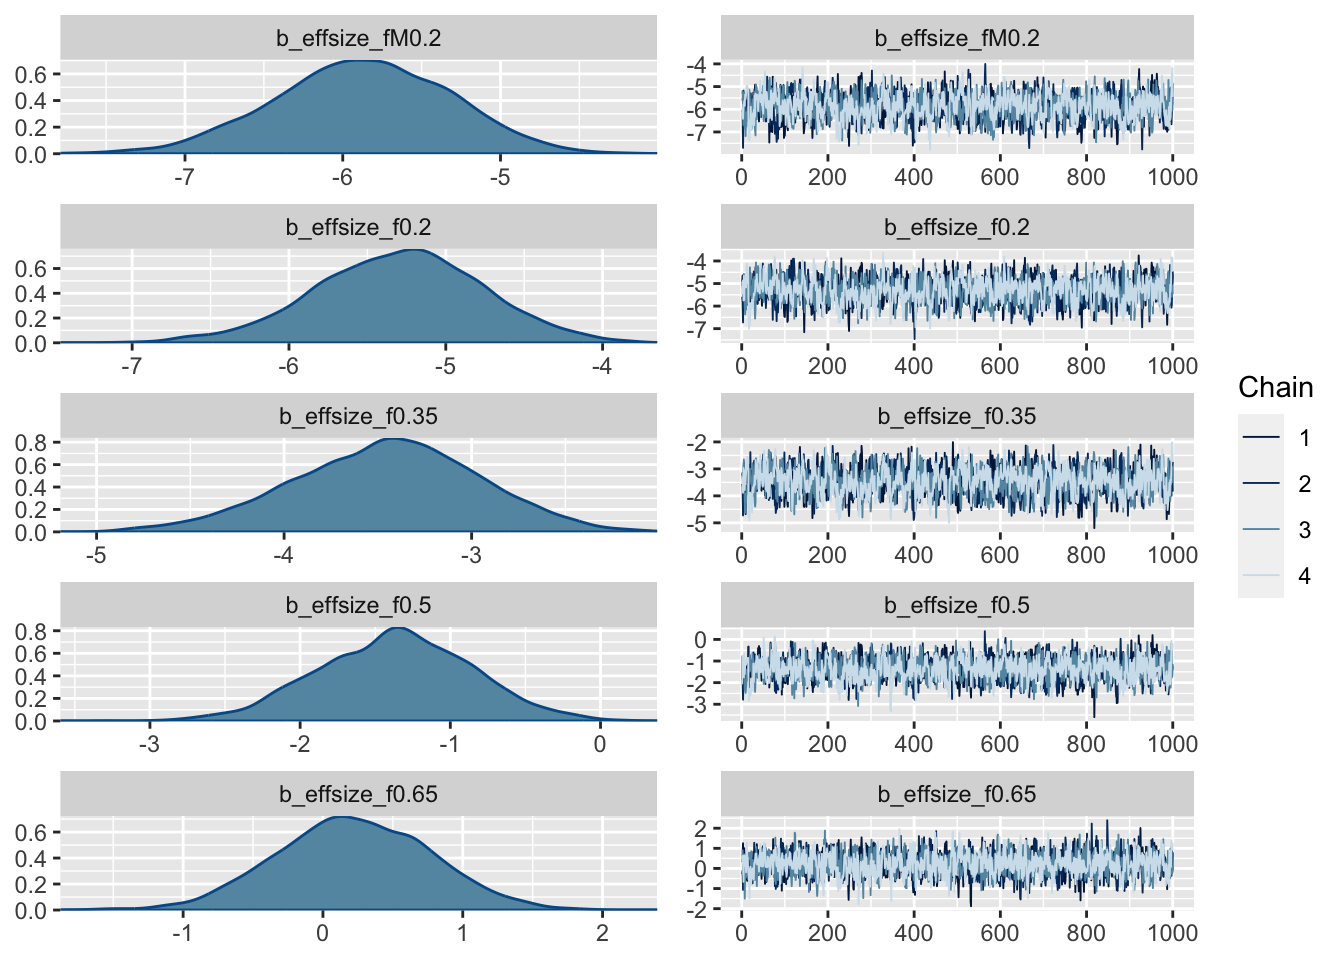 b_effsize_fM0.2
0.6
0.4
0.2
0.0
-7 -6 -5
b_effsize_fM0.2
-4
-5
-6
-7
0 200 400 600 800 1000
b_effsize_f0.2
0.6
0.4
0.2
0.0
-7 -6 -5 -4
b_effsize_f0.2
-4
-5
-6
-7
0 200 400 600 800 1000
b_effsize_f0.35
0.8
0.6
0.4
0.2
0.0
-5 -4 -3
b_effsize_f0.35
-2
-3
-4
-5
0 200 400 600 800 1000
b_effsize_f0.5
0.8
0.6
0.4
0.2
0.0
-3 -2 -1 0
b_effsize_f0.5
0
-1
-2
-3
0 200 400 600 800 1000
b_effsize_f0.65
0.6
0.4
0.2
0.0
-1 0 1 2
b_effsize_f0.65
2
1
0
-1
-2
0 200 400 600 800 1000
Chain
1
2
3
4